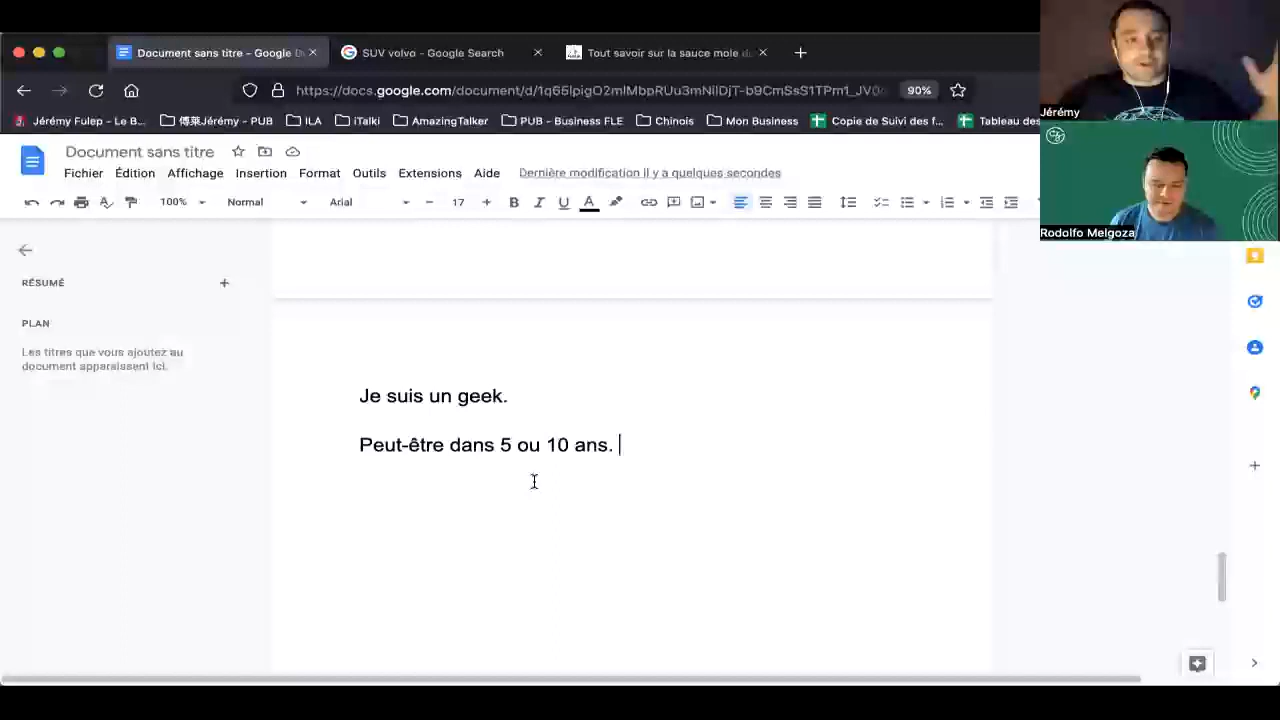 Document sans titre - Google D
SUV volvo - Google Search
Tout savoir sur la sauce mole d
https://docs.google.com/document/d/1q65IpigO2mIMbpRUu3mNilDjT-b9CmSsS1TPm1_JV0
90%
Jérémy Fulep - Le B...
傅萊Jérémy - PUB
ILA
iTalki
AmazingTalker
PUB - Business FLE
Chinois
Mon Business
Copie de Suivi des f...
Tableau des
Jérémy
Rodolfo Melgoza
Document sans titre
Fichier Édition Affichage Insertion Format Outils Extensions Aide
Dernière modification il y a quelques secondes
100% Normal Arial 17 B I U A
RÉSUMÉ
PLAN
Les titres que vous ajoutez au
document apparaissent ici.
Je suis un geek.
Peut-être dans 5 ou 10 ans.